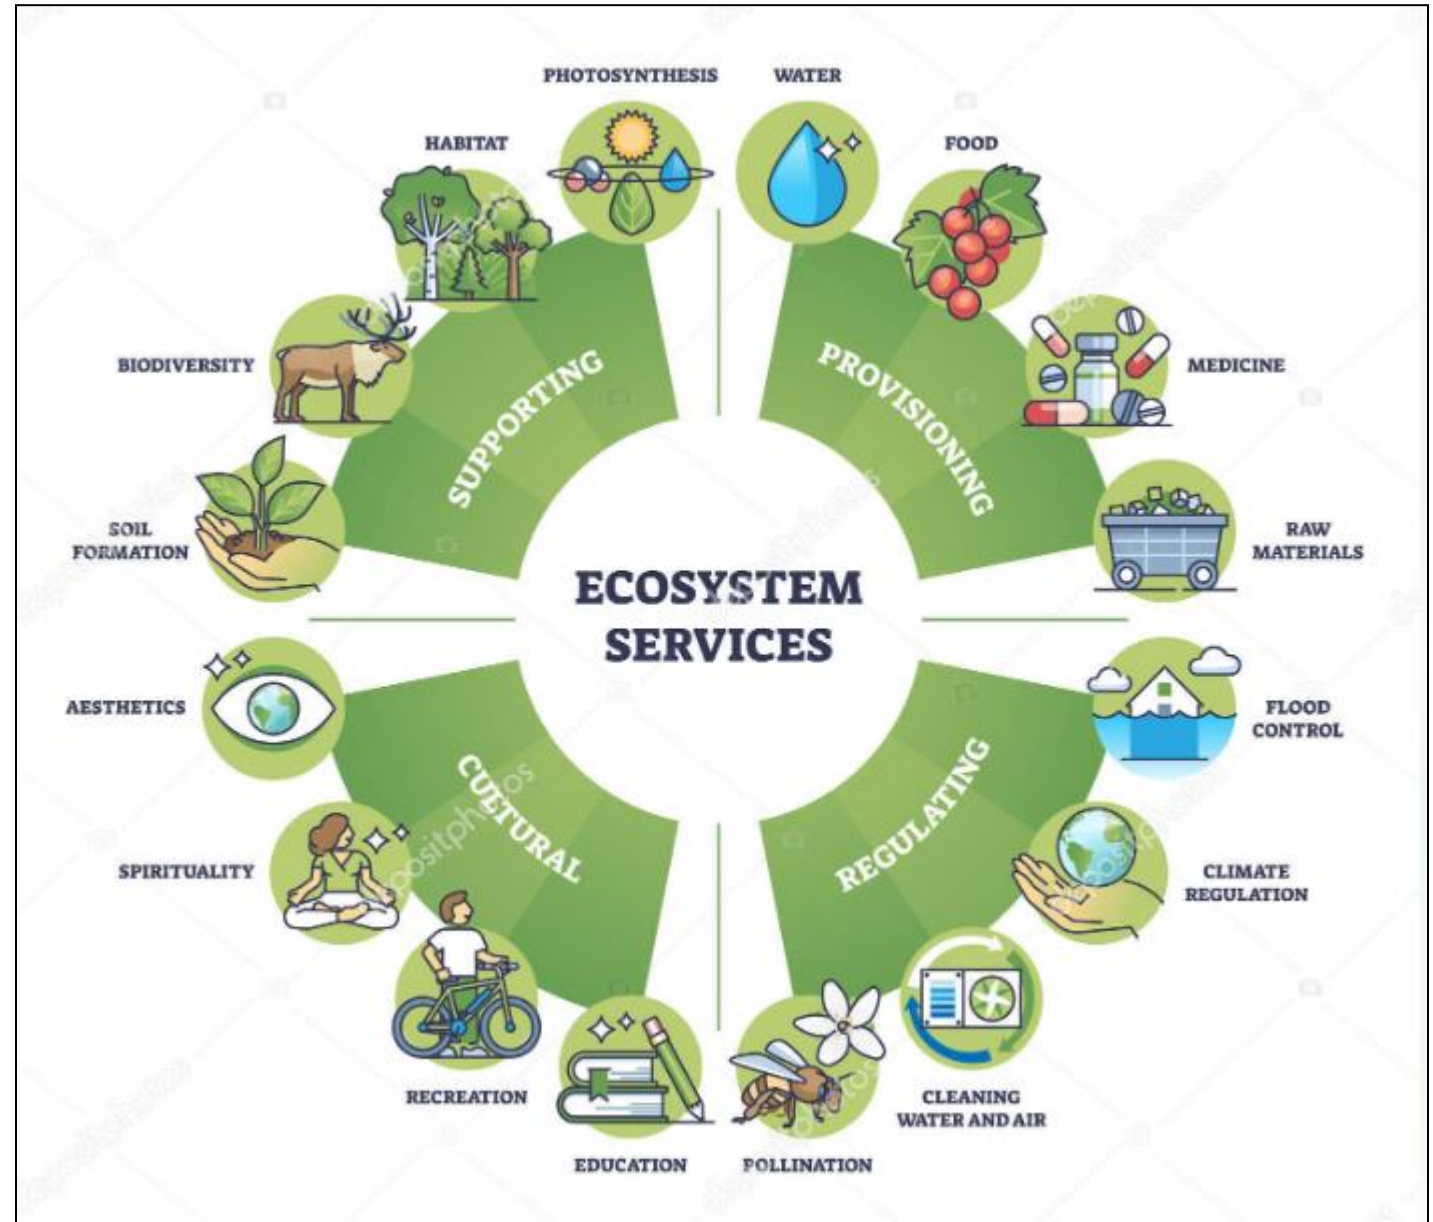 PHOTOSYNTHESIS
WATER
HABITAT
FOOD
BIODIVERSITY
SUPPORTING
PROVISIONING
MEDICINE
SOIL
FORMATION
RAW
MATERIALS
ECOSYSTEM
SERVICES
AESTHETICS
FLOOD
CONTROL
CULTURAL
REGULATING
SPIRITUALITY
CLIMATE
REGULATION
RECREATION
CLEANING
WATER AND AIR
EDUCATION
POLLINATION
depositphotos